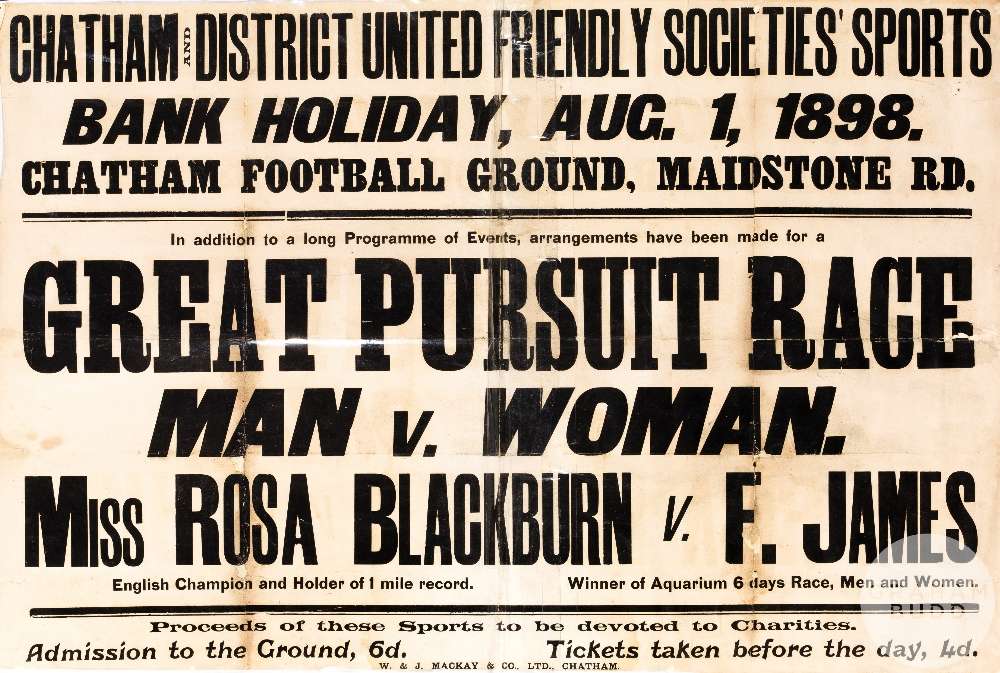 CHATHAM AND DISTRICT UNITED FRIENDLY SOCIETIES' SPORTS
BANK HOLIDAY, AUG. 1, 1898.
CHATHAM FOOTBALL GROUND, MAIDSTONE RD.
In addition to a long Programme of Events, arrangements have been made for a
GREAT PURSUIT RACE
MAN v. WOMAN.
MISS ROSA BLACKBURN v. F. JAMES
English Champion and Holder of 1 mile record. Winner of Aquarium 6 days Race, Men and Women.
GRAHAM
BUDD
Proceeds of these Sports to be devoted to Charities.
Admission to the Ground, 6d. Tickets taken before the day, 4d.
W. & J. MACKAY & CO., LTD., CHATHAM.